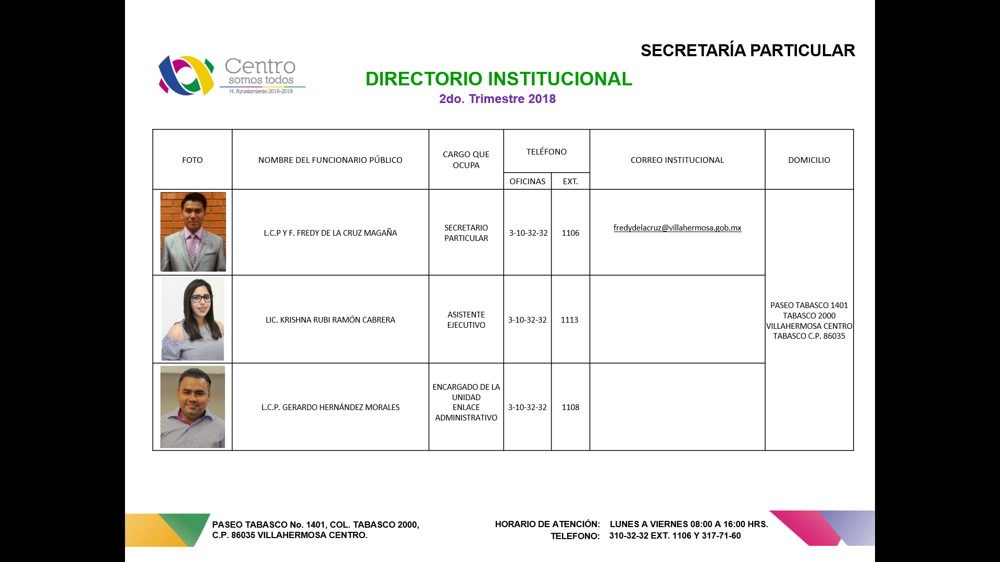 SECRETARÍA PARTICULAR
Centro
somos todos
H. Ayuntamiento 2016-2018
DIRECTORIO INSTITUCIONAL
2do. Trimestre 2018
FOTO
NOMBRE DEL FUNCIONARIO PÚBLICO
CARGO QUE
OCUPA
TELÉFONO
OFICINAS
EXT.
CORREO INSTITUCIONAL
DOMICILIO
L.C.P Y F. FREDY DE LA CRUZ MAGAÑA
SECRETARIO
PARTICULAR
3-10-32-32
1106
fredydelacruz@villahermosa.gob.mx
LIC. KRISHNA RUBI RAMÓN CABRERA
ASISTENTE
EJECUTIVO
3-10-32-32
1113
PASEO TABASCO 1401
TABASCO 2000
VILLAHERMOSA CENTRO
TABASCO C.P. 86035
L.C.P. GERARDO HERNÁNDEZ MORALES
ENCARGADO DE LA
UNIDAD
ENLACE
ADMINISTRATIVO
3-10-32-32
1108
PASEO TABASCO No. 1401, COL. TABASCO 2000,
C.P. 86035 VILLAHERMOSA CENTRO.
HORARIO DE ATENCIÓN: LUNES A VIERNES 08:00 A 16:00 HRS.
TELEFONO: 310-32-32 EXT. 1106 Y 317-71-60